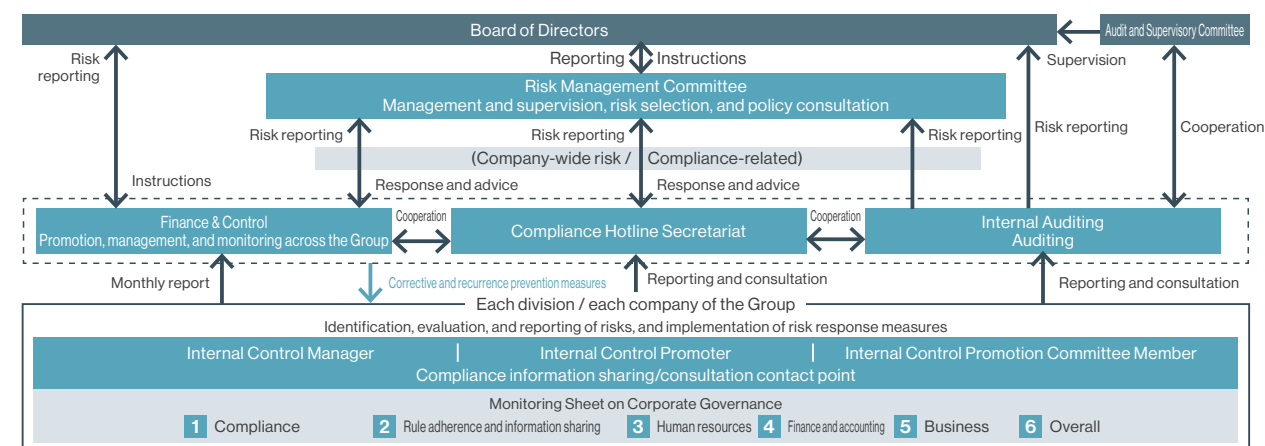 Board of Directors
Audit and Supervisory Committee
Risk
reporting
Reporting
Instructions
Supervision
Risk Management Committee
Management and supervision, risk selection, and policy consultation
Risk reporting
Risk reporting
Risk reporting
Risk reporting
Cooperation
(Company-wide risk / Compliance-related)
Instructions
Response and advice
Response and advice
Finance & Control
Promotion, management, and monitoring across the Group
Cooperation
Compliance Hotline Secretariat
Cooperation
Internal Auditing
Auditing
Monthly report
Corrective and recurrence prevention measures
Reporting and consultation
Reporting and consultation
Each division / each company of the Group
Identification, evaluation, and reporting of risks, and implementation of risk response measures
Internal Control Manager
Internal Control Promoter
Internal Control Promotion Committee Member
Compliance information sharing/consultation contact point
Monitoring Sheet on Corporate Governance
1 Compliance
2 Rule adherence and information sharing
3 Human resources
4 Finance and accounting
5 Business
6 Overall